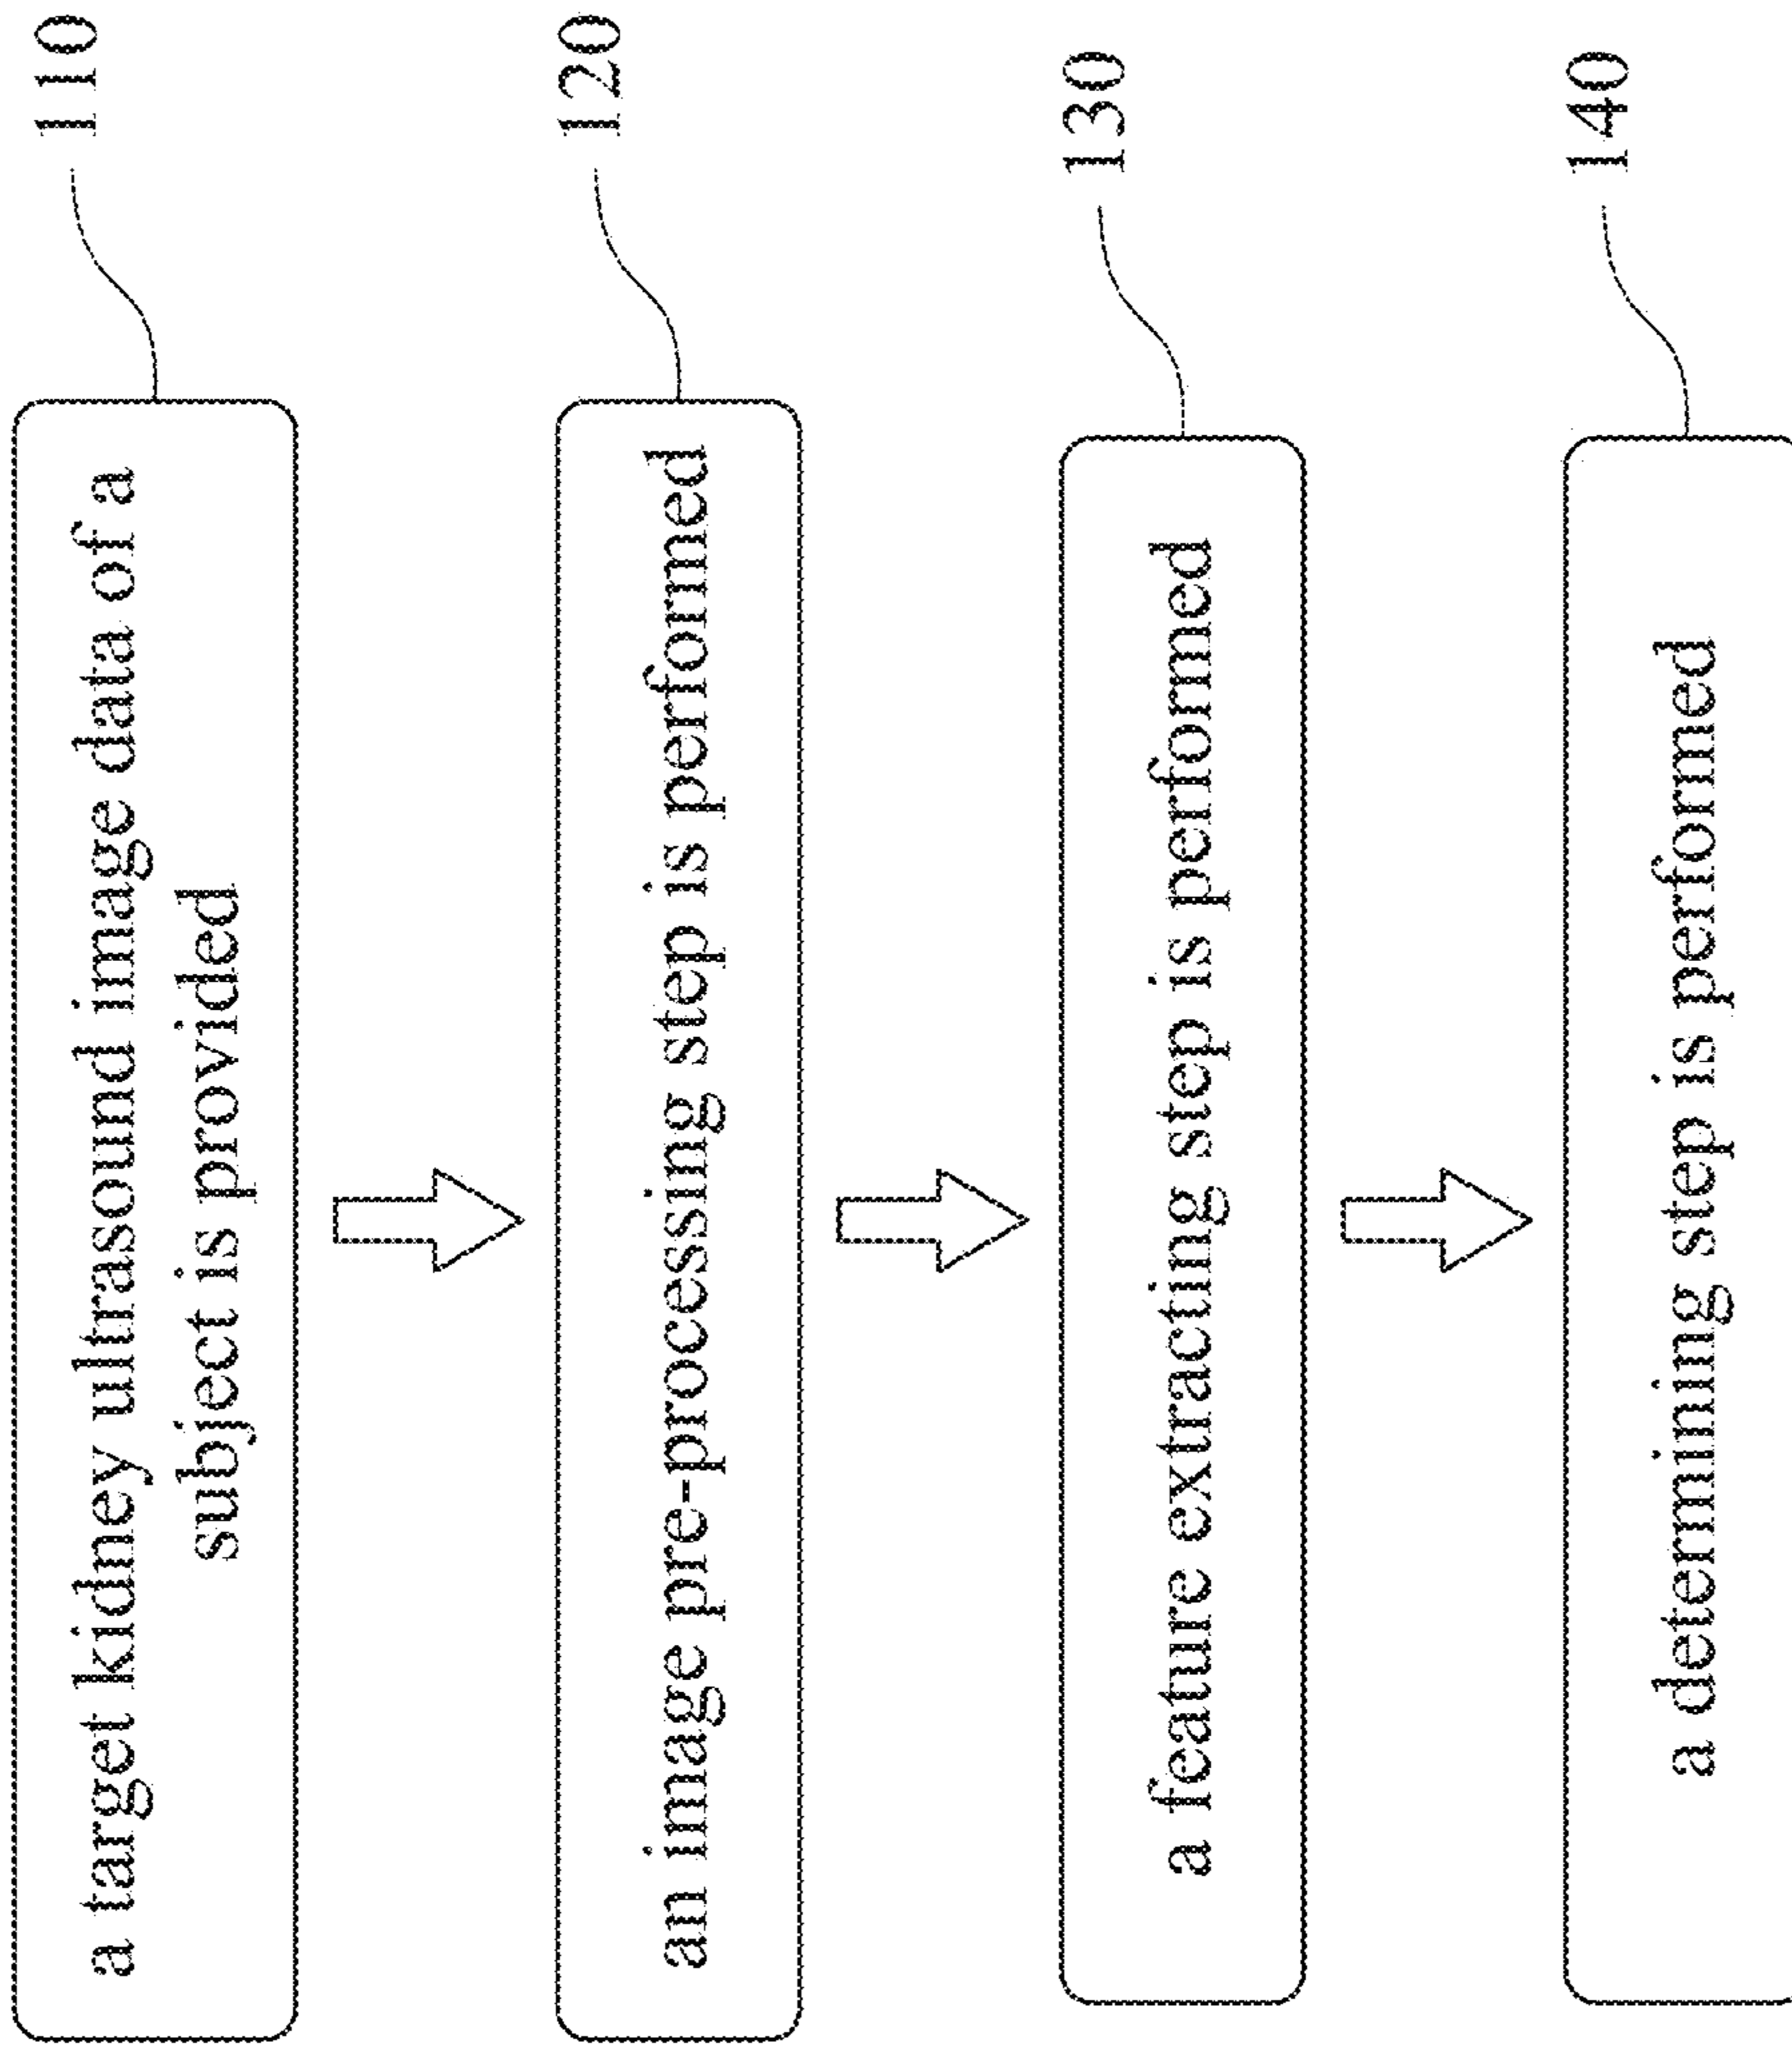 a target kidney ultrasound image data of a
subject is provided
110
an image pre-processing step is perfomed
120
a feature extracting step is performed
130
a determining step is performed
140